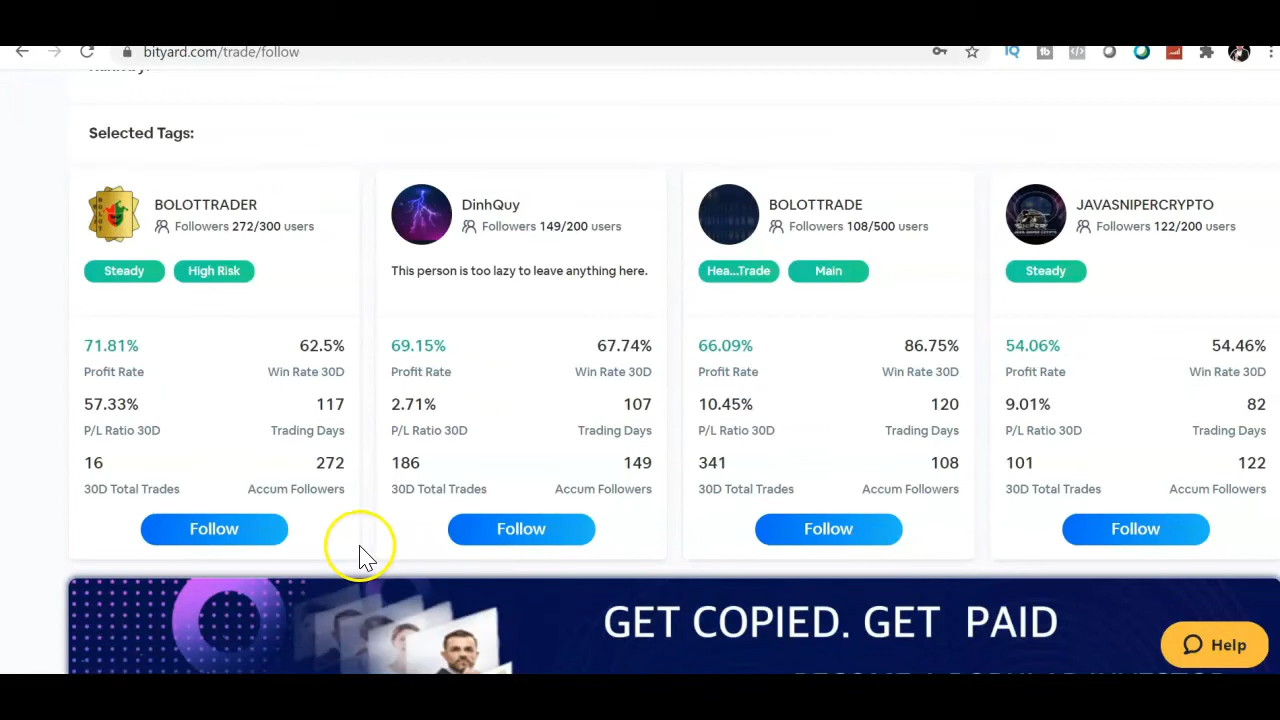 bityard.com/trade/follow
Selected Tags:
BOLOTTRADER
Followers 272/300 users
Steady High Risk
71.81% 62.5%
Profit Rate Win Rate 30D
57.33% 117
P/L Ratio 30D Trading Days
16 272
30D Total Trades Accum Followers
Follow
DinhQuy
Followers 149/200 users
This person is too lazy to leave anything here.
69.15% 67.74%
Profit Rate Win Rate 30D
2.71% 107
P/L Ratio 30D Trading Days
186 149
30D Total Trades Accum Followers
Follow
BOLOTTRADE
Followers 108/500 users
Hea...Trade Main
66.09% 86.75%
Profit Rate Win Rate 30D
10.45% 120
P/L Ratio 30D Trading Days
341 108
30D Total Trades Accum Followers
Follow
JAVASNIPERCRYPTO
Followers 122/200 users
Steady
54.06% 54.46%
Profit Rate Win Rate 30D
9.01% 82
P/L Ratio 30D Trading Days
101 122
30D Total Trades Accum Followers
Follow
GET COPIED. GET PAID
Help